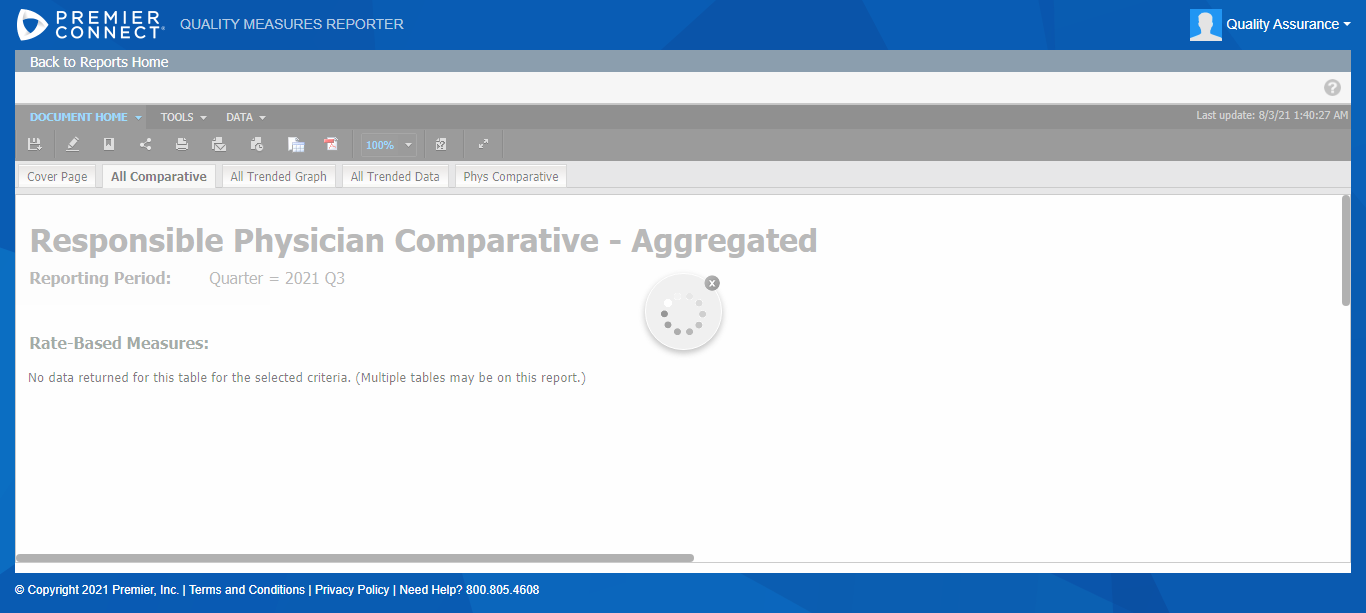 PREMIER
CONNECT®
QUALITY MEASURES REPORTER
Quality Assurance
Back to Reports Home
?
DOCUMENT HOME
TOOLS
DATA
Last update: 8/3/21 1:40:27 AM
100%
Cover Page
All Comparative
All Trended Graph
All Trended Data
Phys Comparative
Responsible Physician Comparative - Aggregated
Reporting Period: Quarter = 2021 Q3
x
Rate-Based Measures:
No data returned for this table for the selected criteria. (Multiple tables may be on this report.)
© Copyright 2021 Premier, Inc. | Terms and Conditions | Privacy Policy | Need Help? 800.805.4608